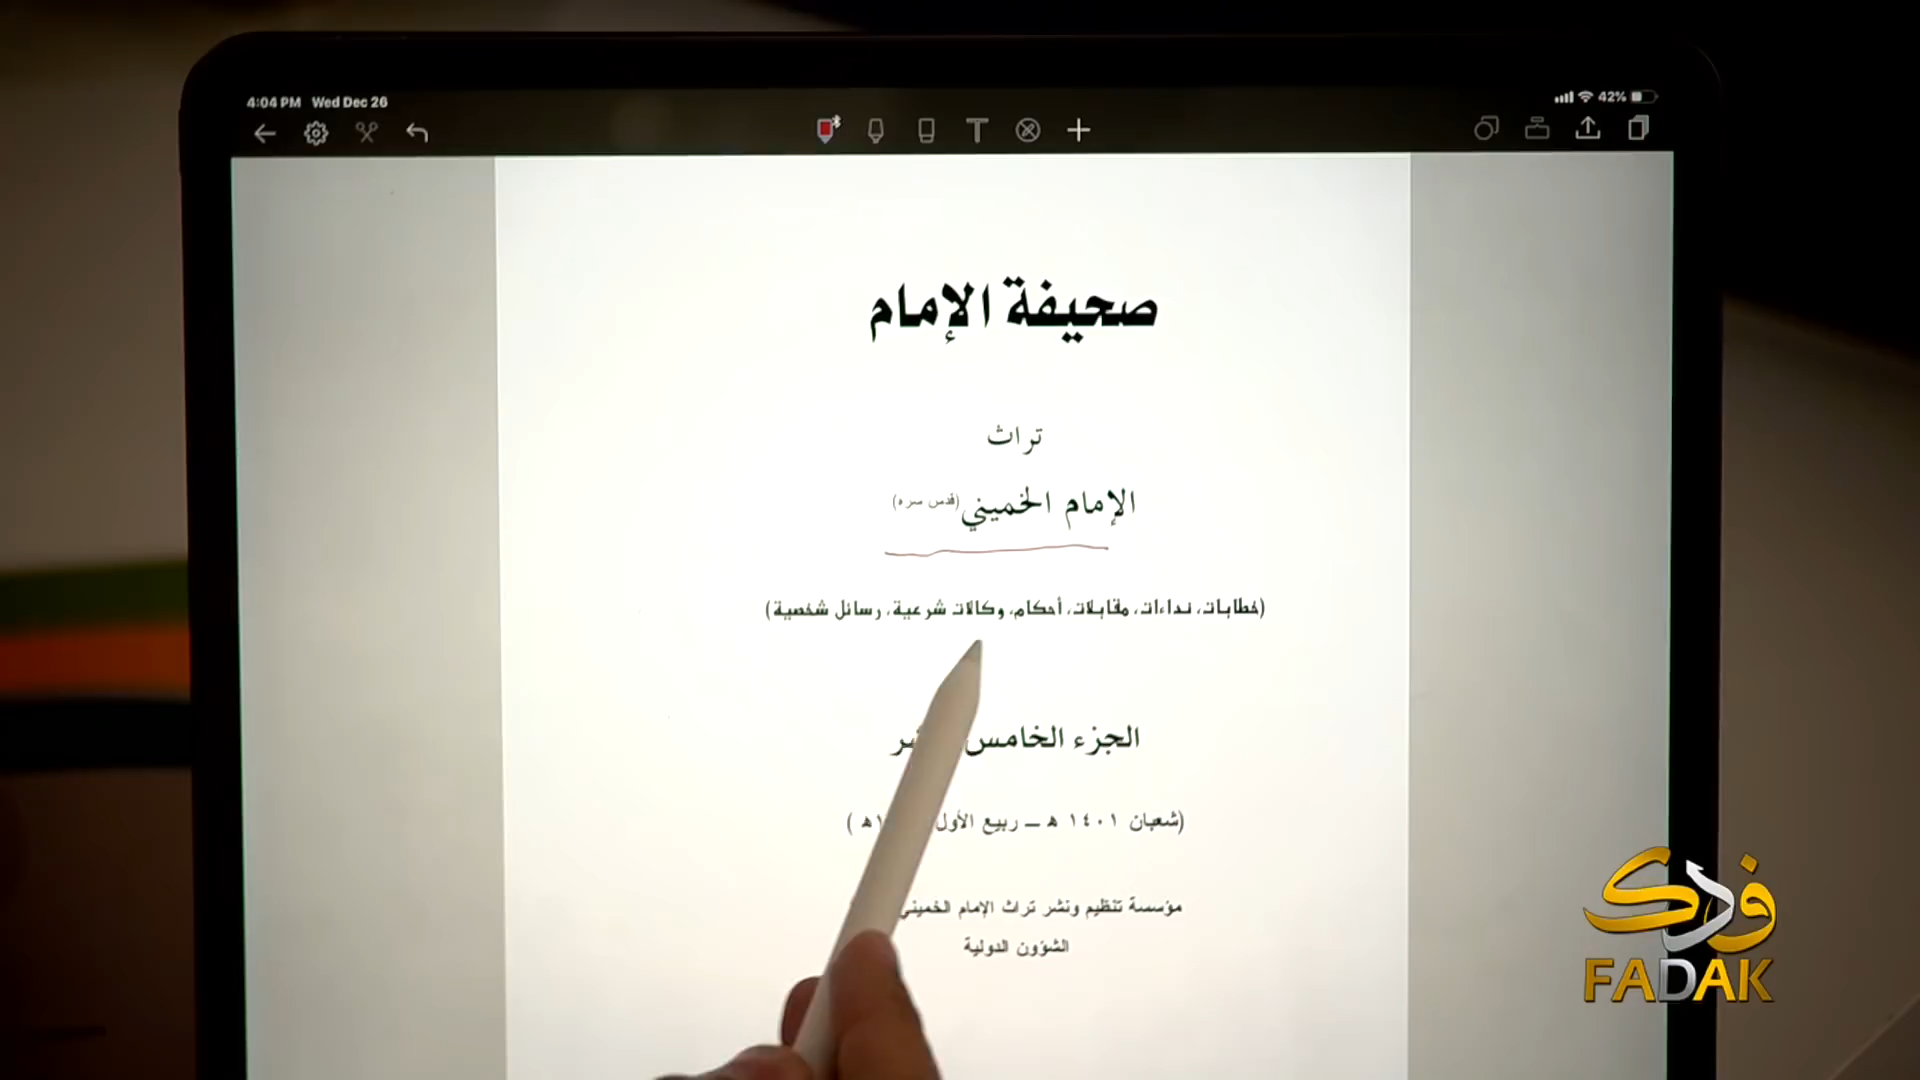 4:04 PM Wed Dec 26
42%
صحيفة الإمام
تراث
الإمام الخميني (قدس سره)
(خطابات، نداءات، مقابلات، أحكام، وكالات شرعية، رسائل شخصية)
الجزء الخامس
(شعبان ١٤٠١ هـ ــ ربيع الأول هـ )
مؤسسة تنظيم ونشر تراث الإمام الخميني
الشؤون الدولية
فدك
FADAK